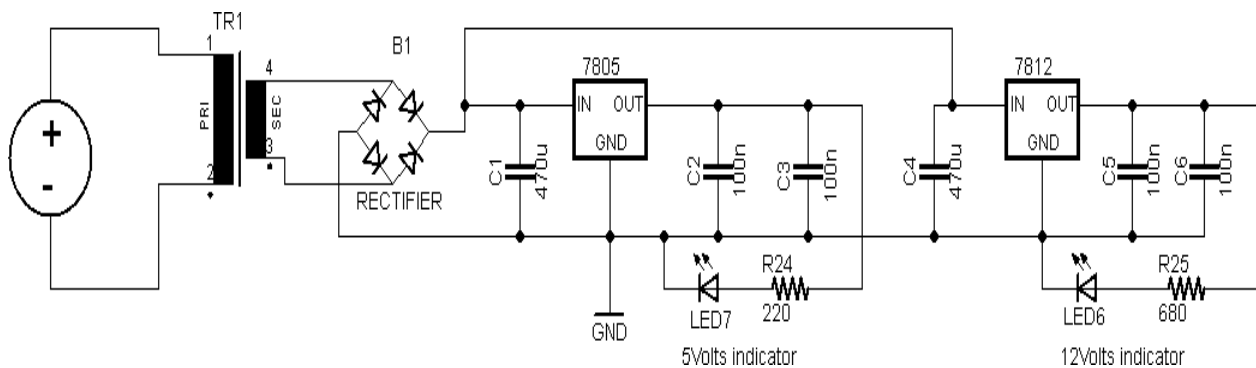 TR1
1
2
PRI
4
3
SEC
+
-
B1
RECTIFIER
C1
470u
7805
IN
OUT
GND
C2
100n
C3
100n
C4
470u
7812
IN
OUT
GND
C5
100n
C6
100n
GND
LED7
R24
220
5Volts indicator
LED6
R25
680
12Volts indicator